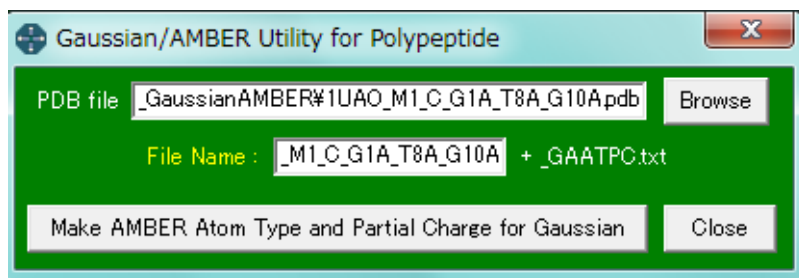 Gaussian/AMBER Utility for Polypeptide
PDB file _GaussianAMBER¥1UAO_M1_C_G1A_T8A_G10A.pdb Browse
File Name : _M1_C_G1A_T8A_G10A + _GAATPC.txt
Make AMBER Atom Type and Partial Charge for Gaussian Close